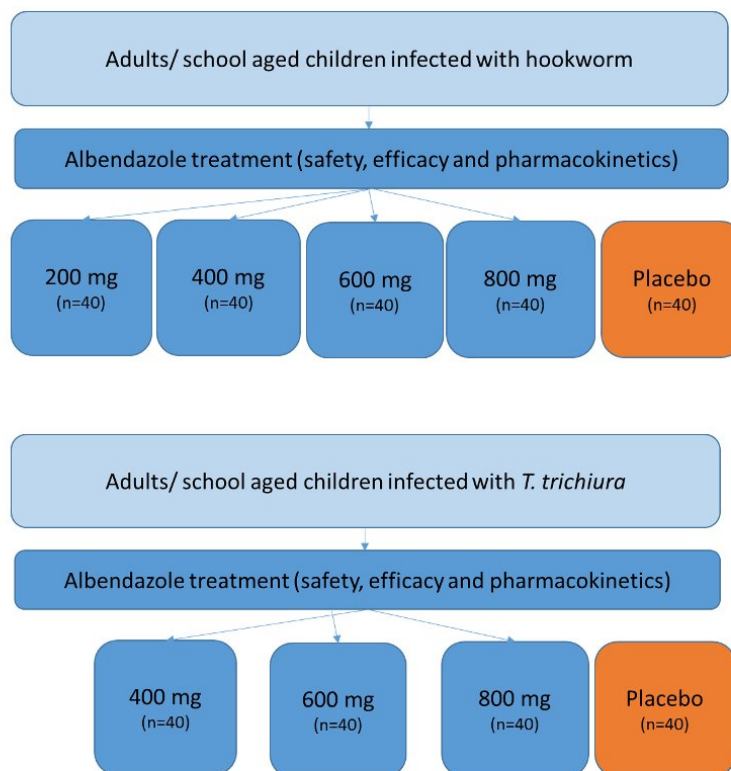 Adults/ school aged children infected with hookworm
Albendazole treatment (safety, efficacy and pharmacokinetics)
200 mg
(n=40)
400 mg
(n=40)
600 mg
(n=40)
800 mg
(n=40)
Placebo
(n=40)
Adults/ school aged children infected with T. trichiura
Albendazole treatment (safety, efficacy and pharmacokinetics)
400 mg
(n=40)
600 mg
(n=40)
800 mg
(n=40)
Placebo
(n=40)